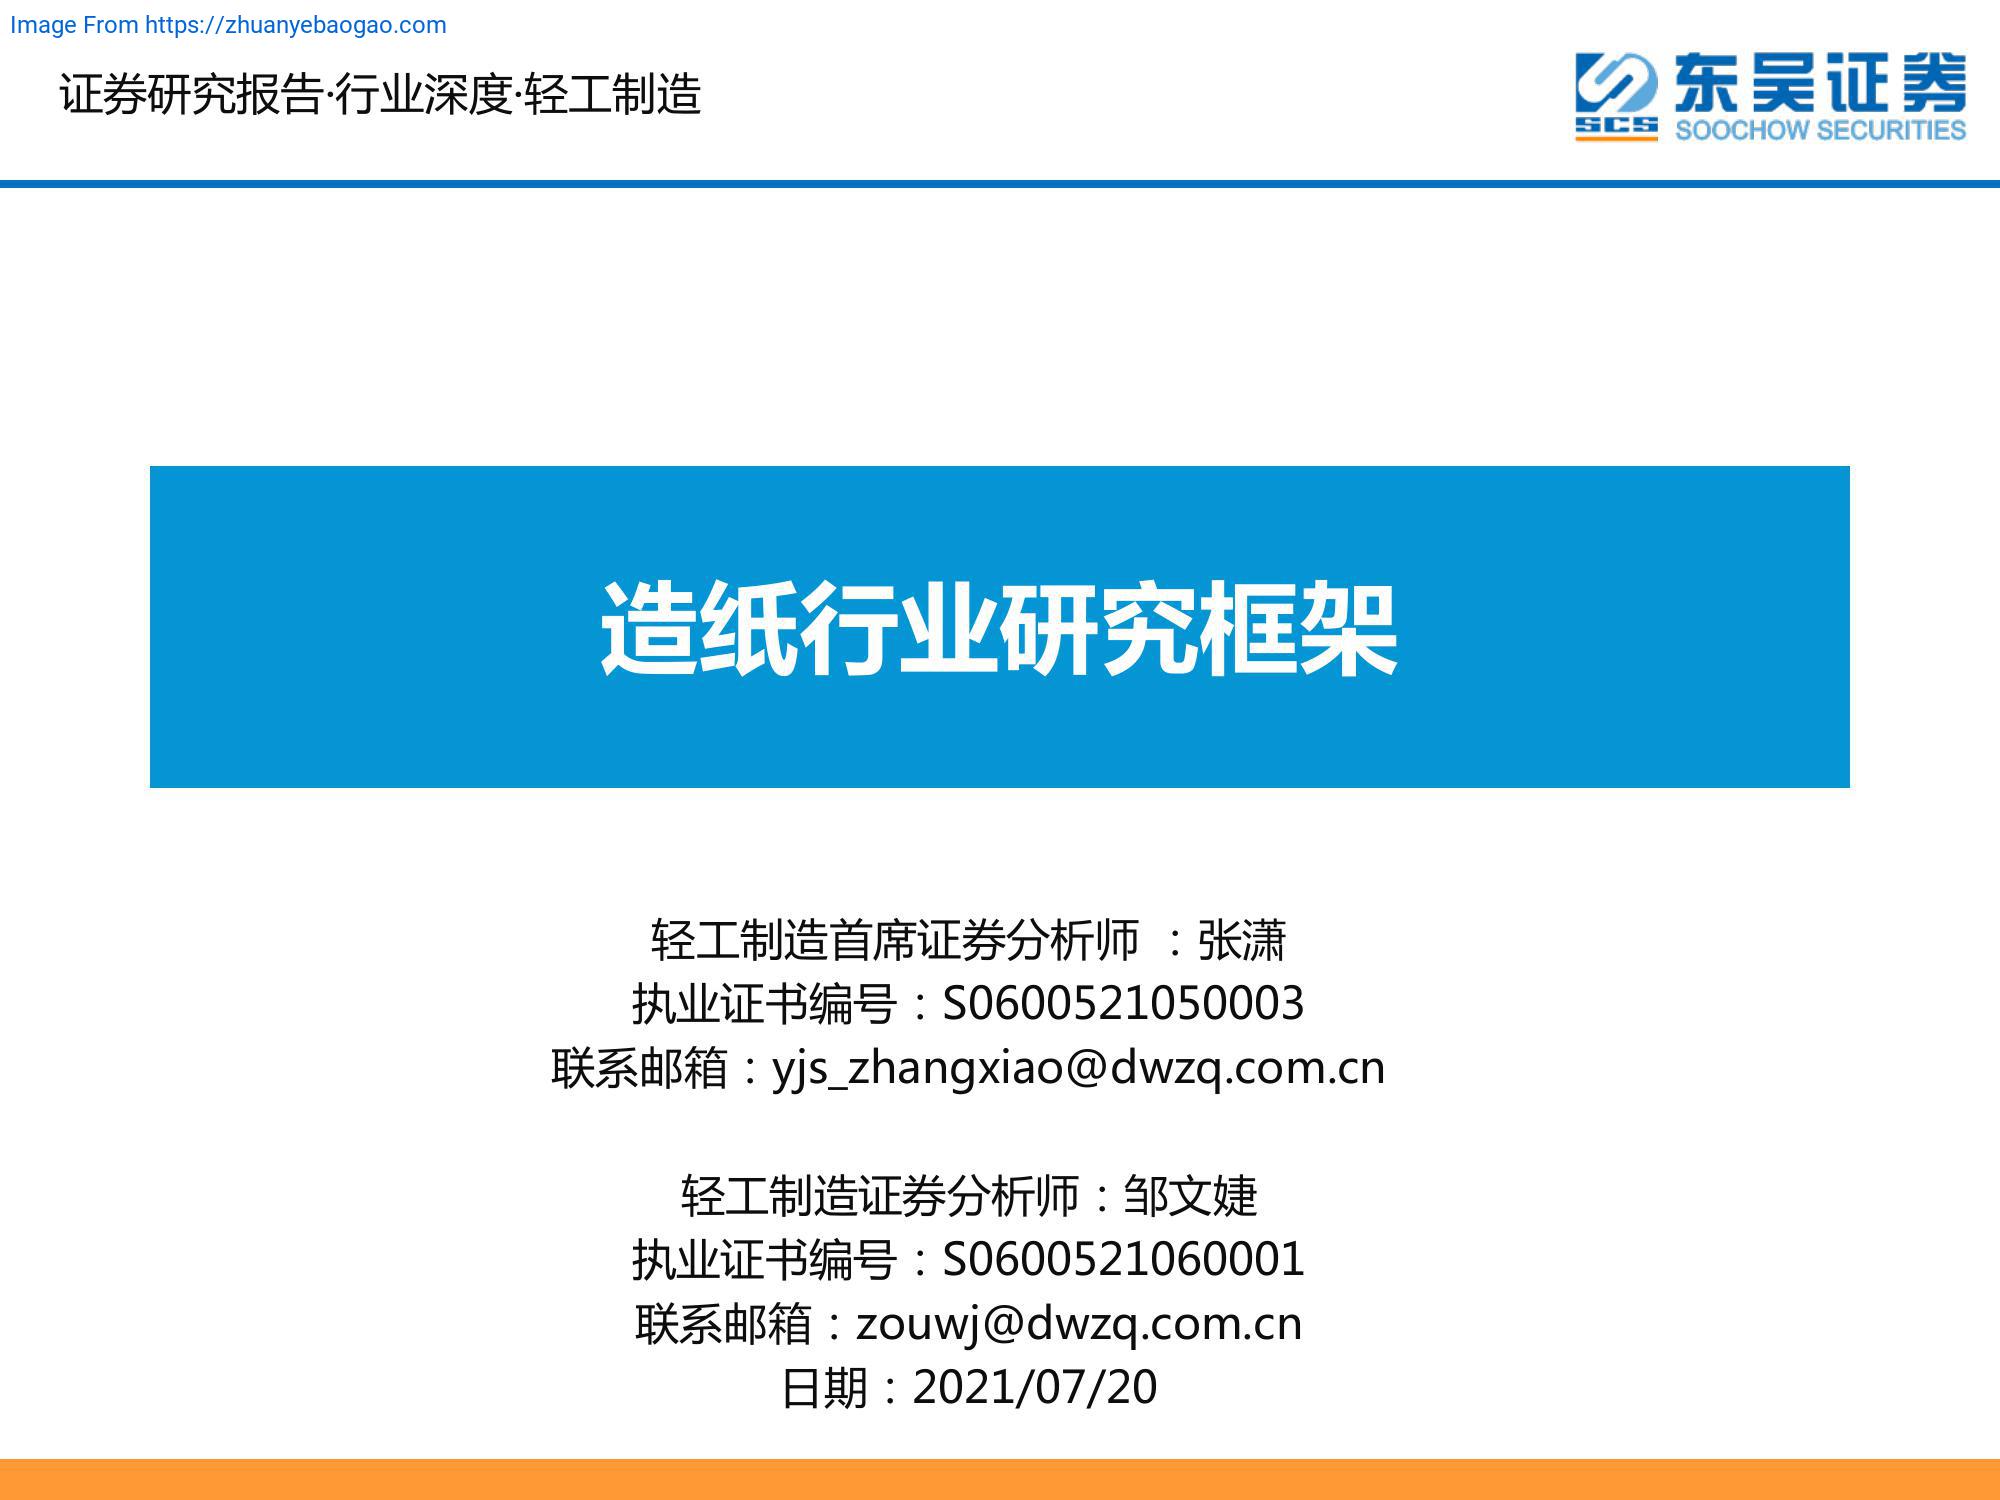 Image From https://zhuanyebaogao.com
证券研究报告·行业深度·轻工制造
东吴证券
SCS
SOOCHOW SECURITIES
造纸行业研究框架
轻工制造首席证券分析师 ：张潇
执业证书编号：S0600521050003
联系邮箱：yjs_zhangxiao@dwzq.com.cn
轻工制造证券分析师：邹文婕
执业证书编号：S0600521060001
联系邮箱：zouwj@dwzq.com.cn
日期：2021/07/20